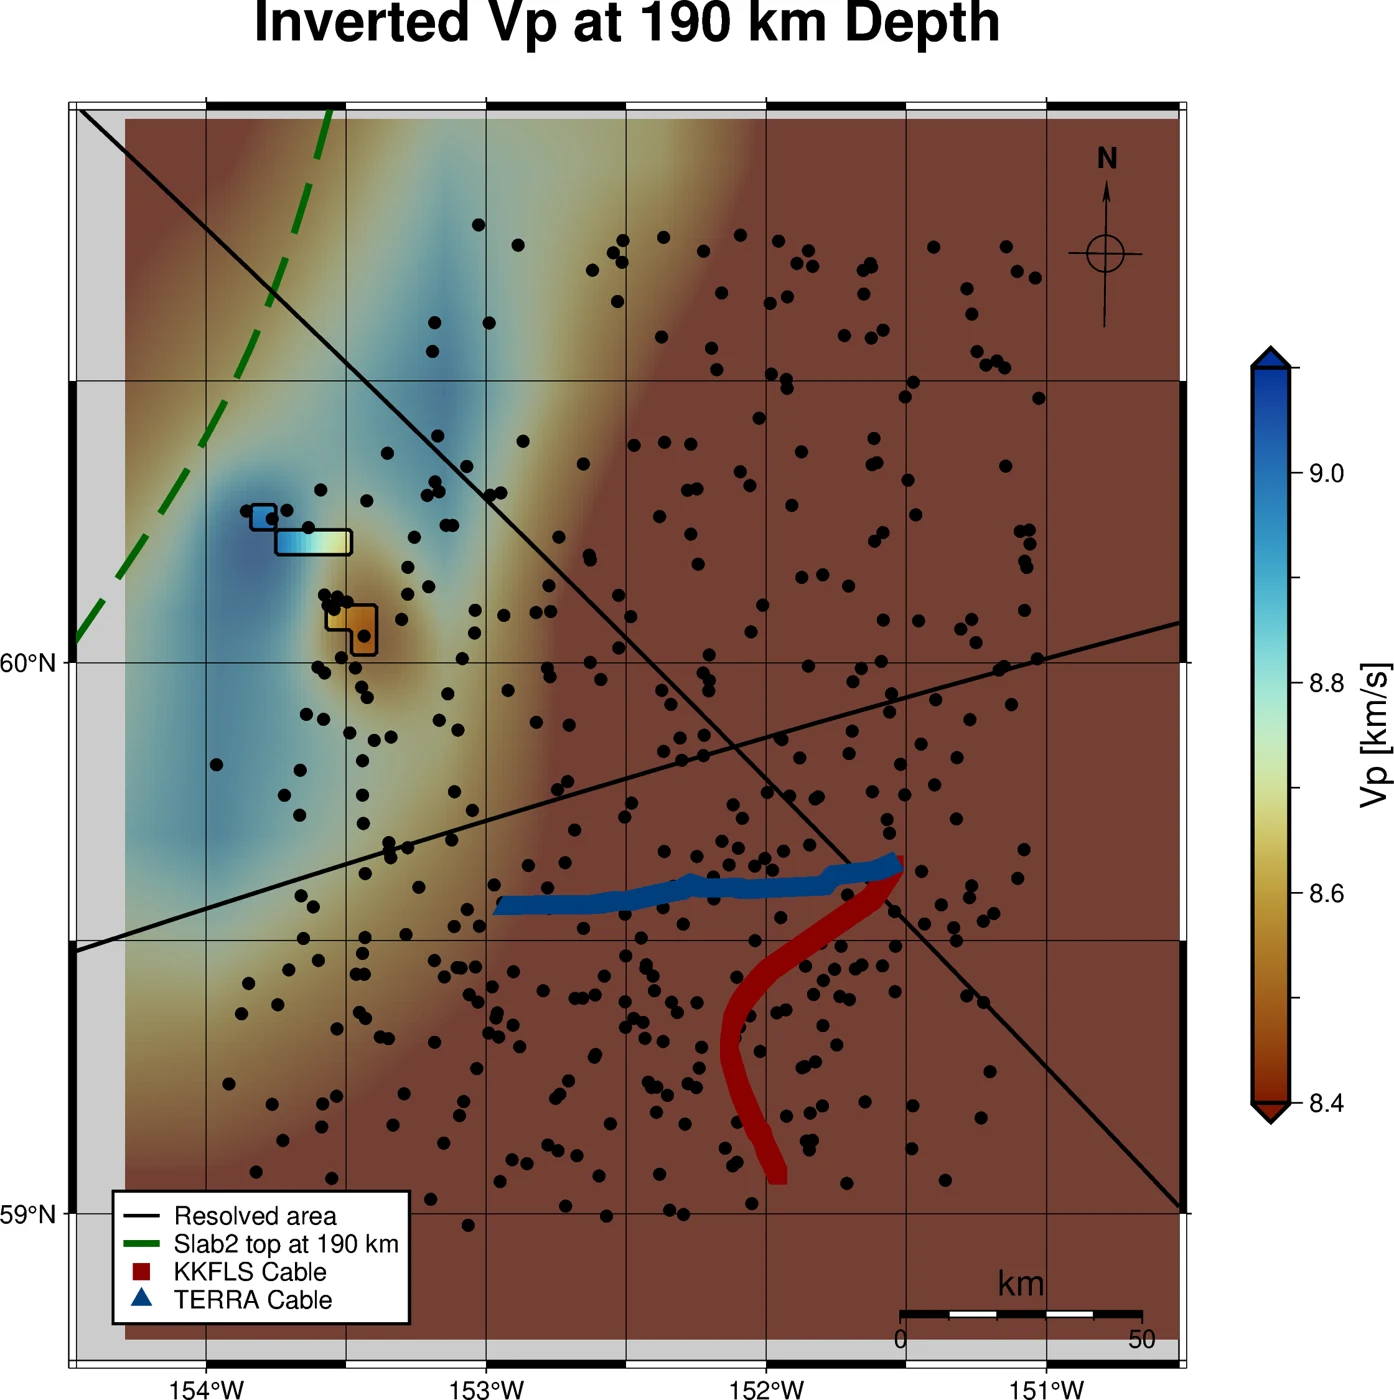 Inverted Vp at 190 km Depth
N
9.0
8.8
8.6
8.4
Vp [km/s]
60°N
59°N
Resolved area
Slab2 top at 190 km
KKFLS Cable
TERRA Cable
km
0 50
154°W 153°W 152°W 151°W